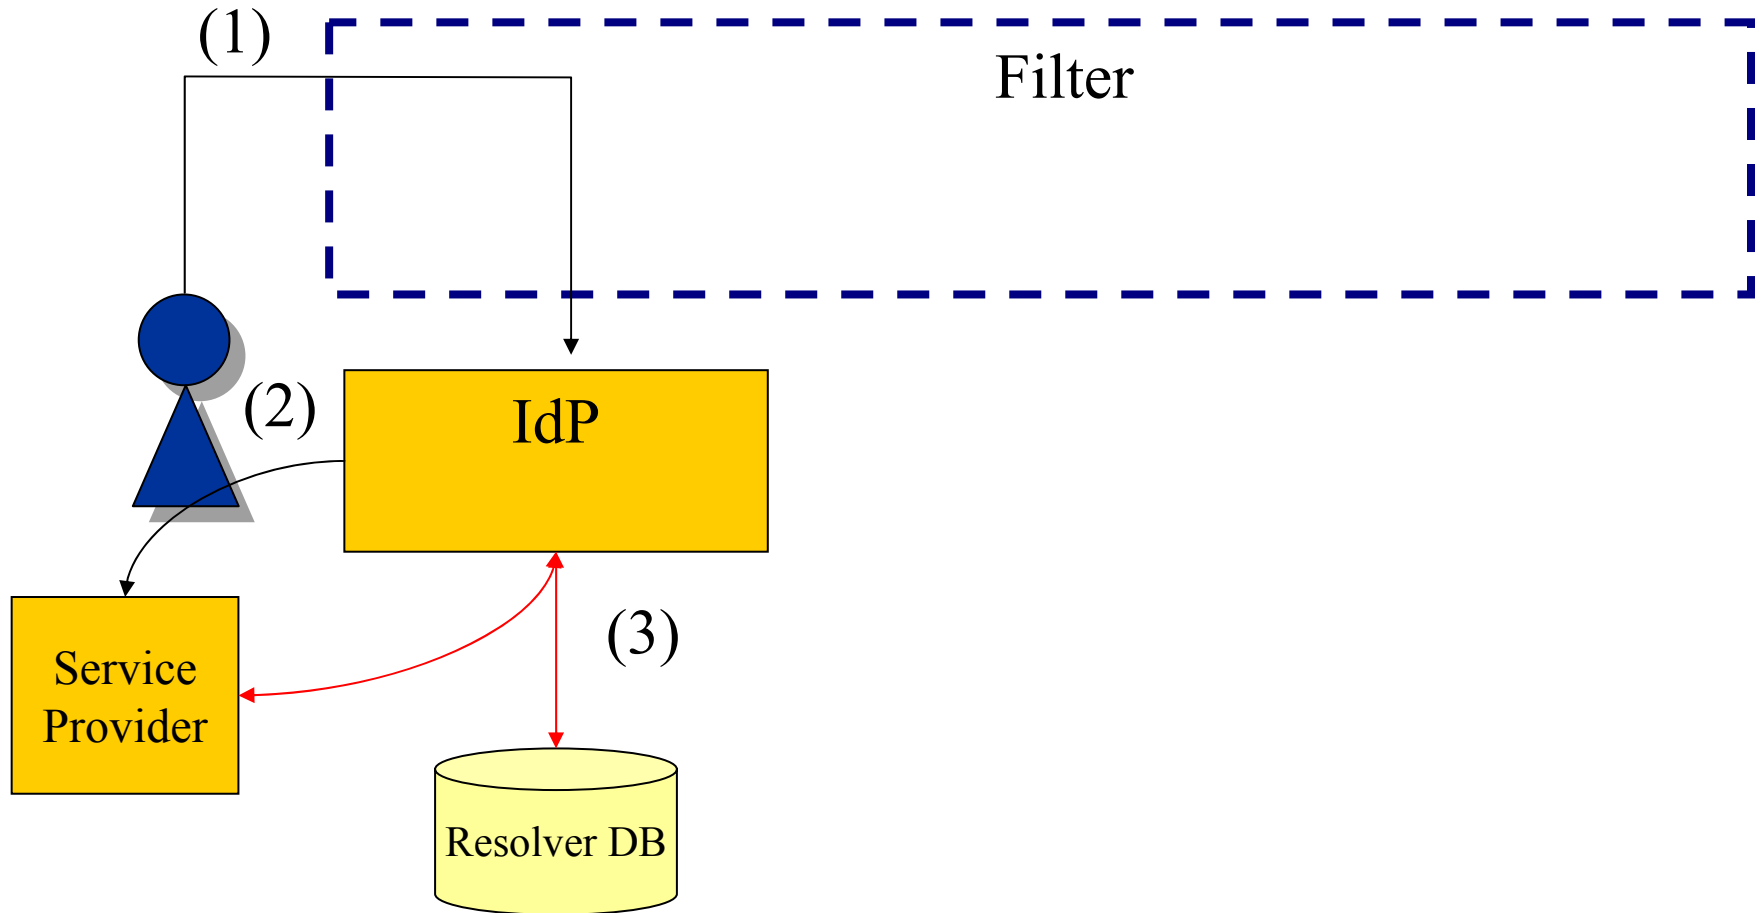 (1)
Filter
(2)
IdP
(3)
Service
Provider
Resolver DB